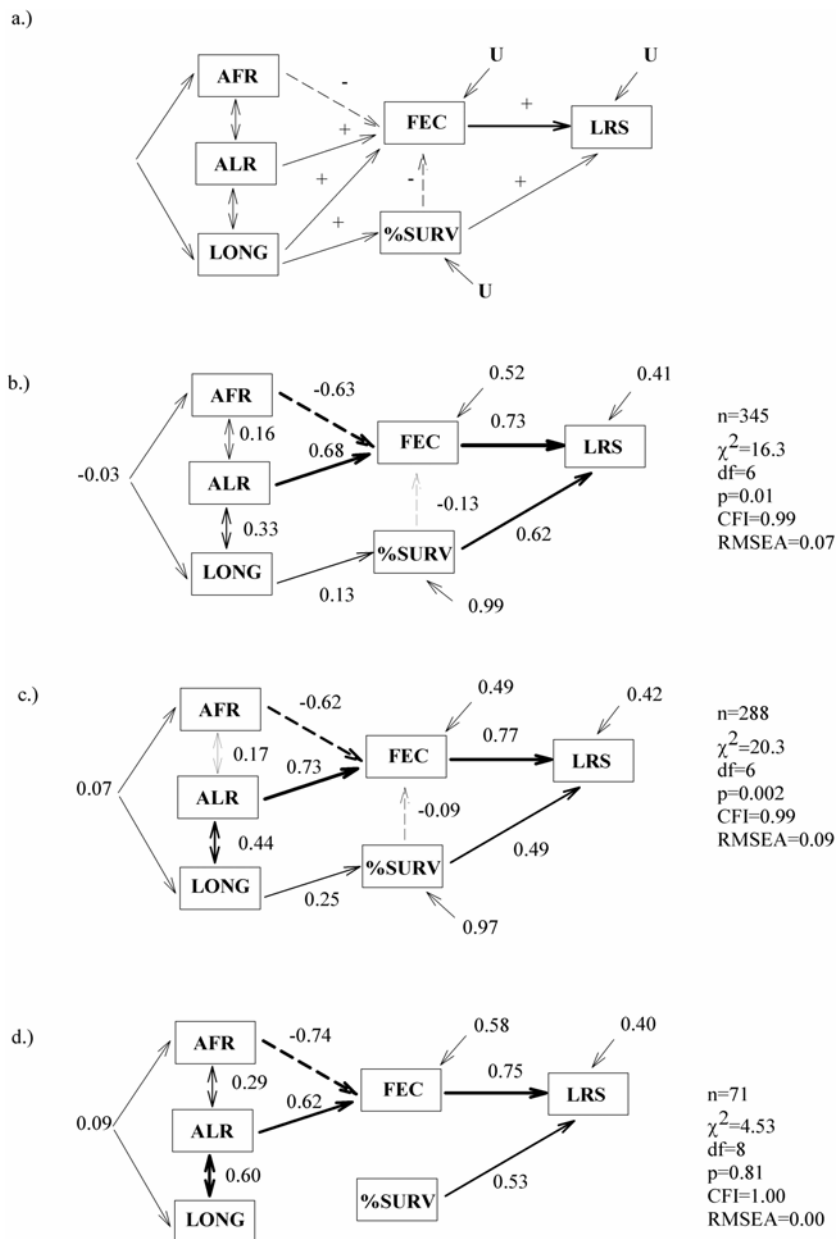 a.)
U
U
AFR
-
+
FEC
LRS
+
ALR
+
-
+
+
LONG
%SURV
U
b.)
0.52
0.41
AFR
-0.63
0.73
n=345
0.16
FEC
LRS
χ²=16.3
-0.03
0.68
df=6
ALR
-0.13
p=0.01
0.33
0.62
CFI=0.99
%SURV
RMSEA=0.07
LONG
0.13
0.99
c.)
0.49
0.42
AFR
-0.62
n=288
0.77
FEC
LRS
χ²=20.3
0.17
0.07
0.73
df=6
ALR
-0.09
p=0.002
0.44
0.49
CFI=0.99
%SURV
RMSEA=0.09
LONG
0.25
0.97
d.)
0.58
0.40
AFR
-0.74
0.75
0.29
FEC
LRS
n=71
0.09
0.62
ALR
χ²=4.53
df=8
0.60
0.53
p=0.81
%SURV
CFI=1.00
LONG
RMSEA=0.00